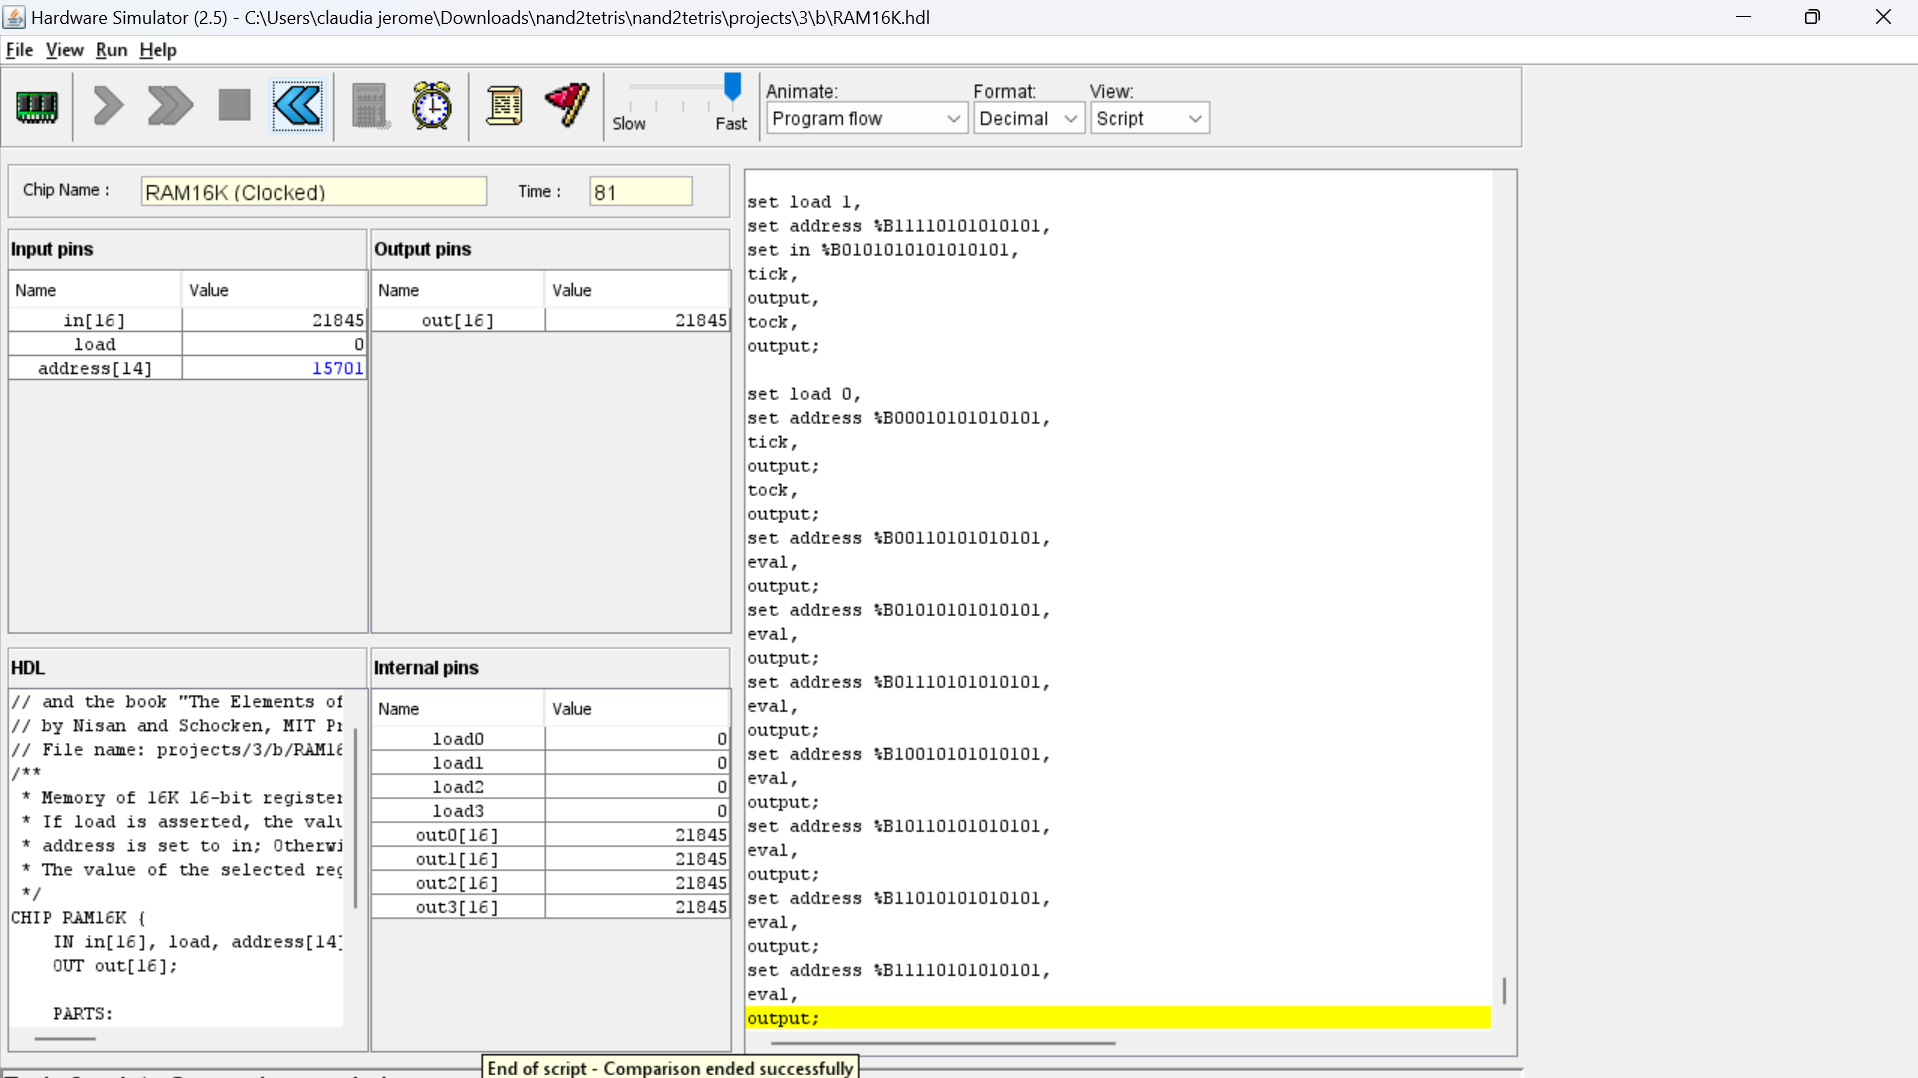 Hardware Simulator (2.5) - C:\Users\claudia jerome\Downloads\nand2tetris\nand2tetris\projects\3\b\RAM16K.hdl
File View Run Help
Slow Fast
Animate: Format: View:
Program flow Decimal Script
Chip Name : RAM16K (Clocked) Time : 81
Input pins
Name Value
in[16] 21845
load 0
address[14] 15701
Output pins
Name Value
out[16] 21845
HDL
// and the book "The Elements of
// by Nisan and Schocken, MIT Pr
// File name: projects/3/b/RAM16
/**
* Memory of 16K 16-bit register
* If load is asserted, the valu
* address is set to in; Otherwi
* The value of the selected reg
*/
CHIP RAM16K {
IN in[16], load, address[14]
OUT out[16];
PARTS:
Internal pins
Name Value
load0 0
load1 0
load2 0
load3 0
out0[16] 21845
out1[16] 21845
out2[16] 21845
out3[16] 21845
set load 1,
set address %B11110101010101,
set in %B0101010101010101,
tick,
output,
tock,
output;
set load 0,
set address %B00010101010101,
tick,
output;
tock,
output;
set address %B00110101010101,
eval,
output;
set address %B01010101010101,
eval,
output;
set address %B01110101010101,
eval,
output;
set address %B10010101010101,
eval,
output;
set address %B10110101010101,
eval,
output;
set address %B11010101010101,
eval,
output;
set address %B11110101010101,
eval,
output;
End of script - Comparison ended successfully